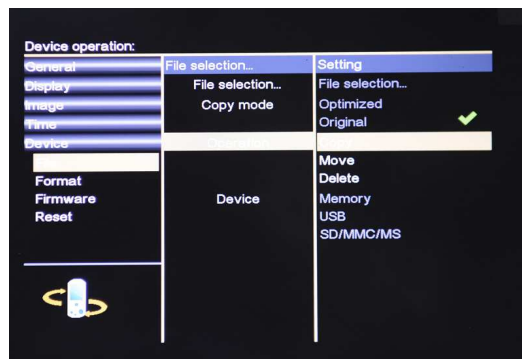 Device operation:
General
Display
Image
Time
Device
Format
Firmware
Reset
File selection...
File selection...
Copy mode
Operation
Device
Setting
File selection...
Optimized
Original
Move
Delete
Memory
USB
SD/MMC/MS